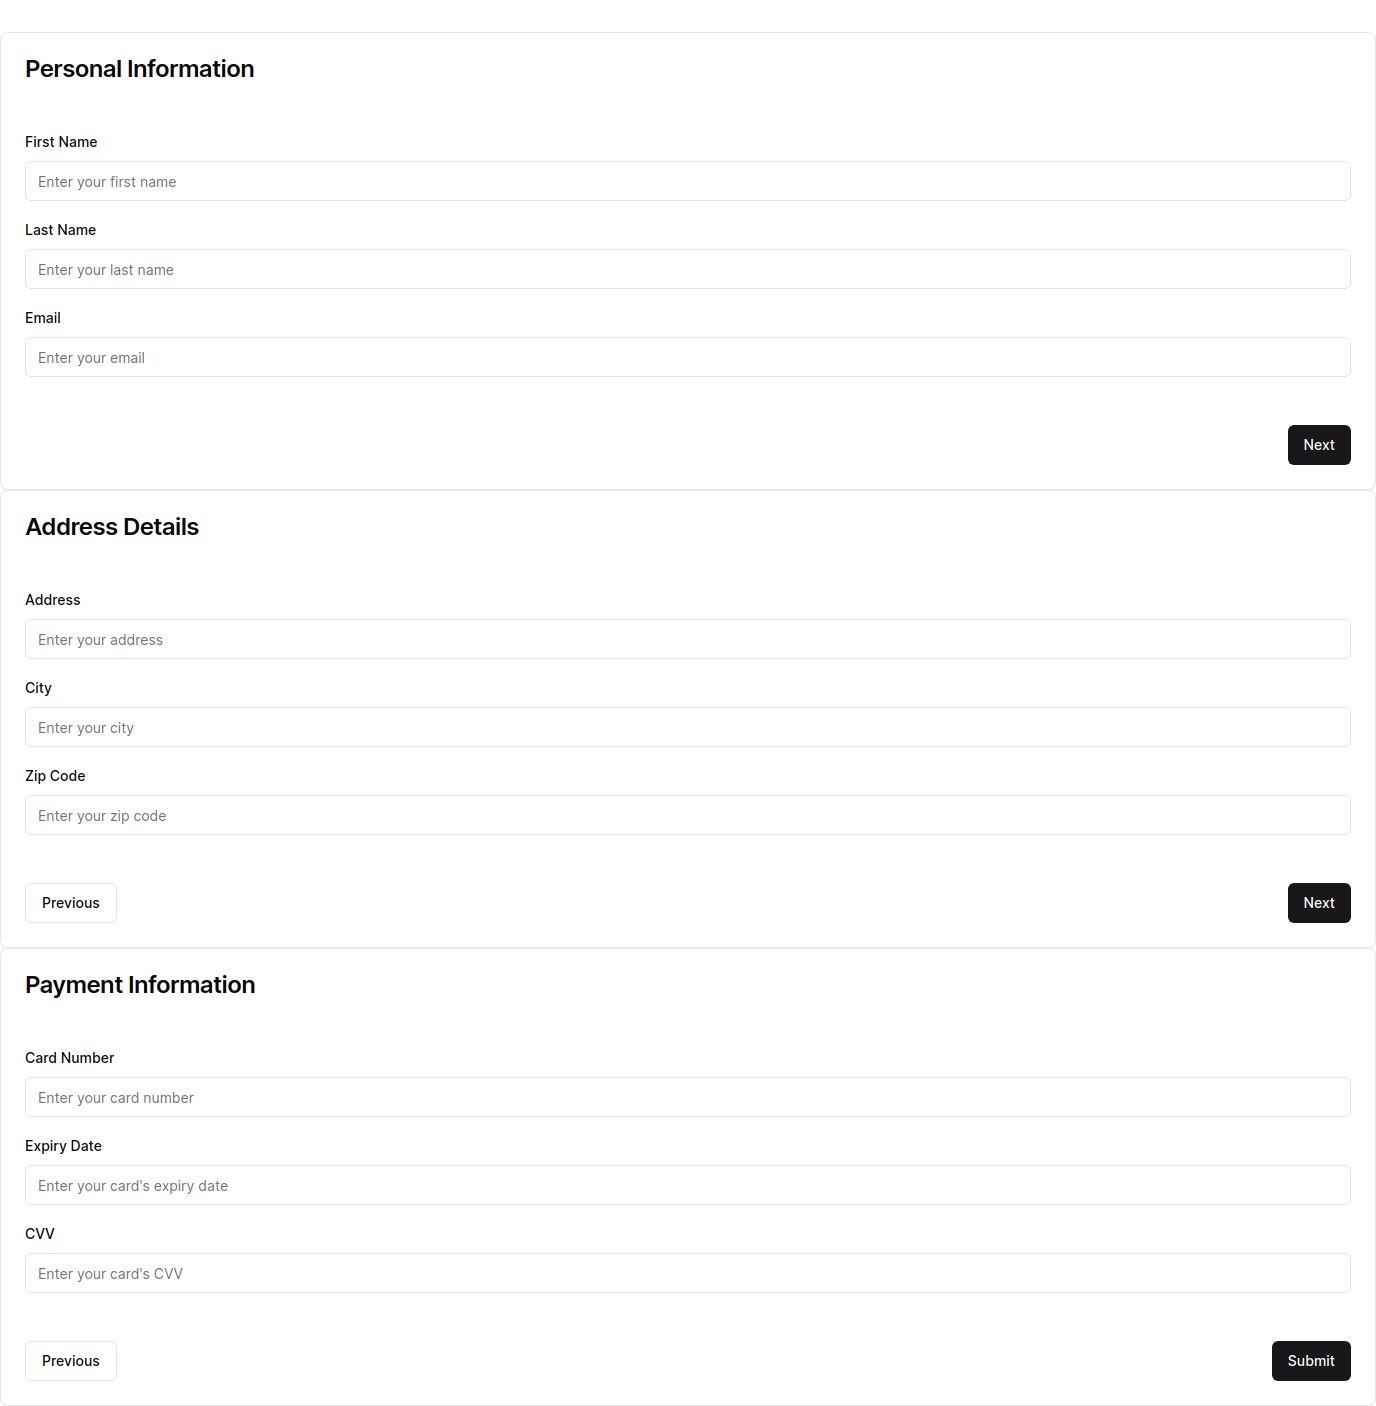 Personal Information
First Name
Enter your first name
Last Name
Enter your last name
Email
Enter your email
Next
Address Details
Address
Enter your address
City
Enter your city
Zip Code
Enter your zip code
Previous
Next
Payment Information
Card Number
Enter your card number
Expiry Date
Enter your card's expiry date
CVV
Enter your card's CVV
Previous
Submit